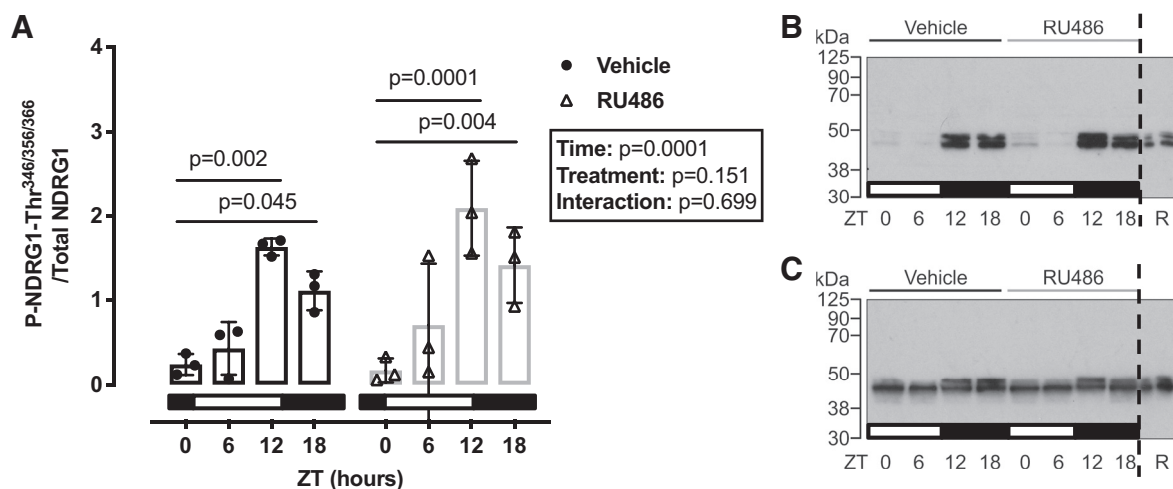 A
P-NDRG1-Thr346/356/366
/Total NDRG1
4
3
2
1
0
p=0.002
p=0.045
p=0.0001
p=0.004
Vehicle
RU486
Time: p=0.0001
Treatment: p=0.151
Interaction: p=0.699
0 6 12 18 0 6 12 18
ZT (hours)
B
kDa Vehicle RU486
125
90
70
50
38
30
ZT 0 6 12 18 0 6 12 18 R
C
kDa Vehicle RU486
125
90
70
50
38
30
ZT 0 6 12 18 0 6 12 18 R